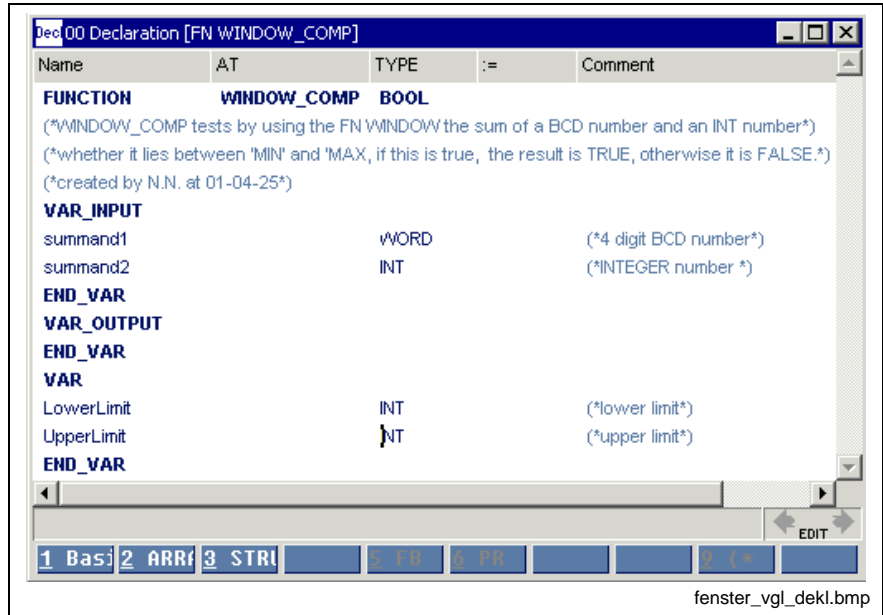 Decl 00 Declaration [FN WINDOW_COMP]
Name AT TYPE := Comment
FUNCTION WINDOW_COMP BOOL
(*WINDOW_COMP tests by using the FN WINDOW the sum of a BCD number and an INT number*)
(*whether it lies between 'MIN' and 'MAX, if this is true, the result is TRUE, otherwise it is FALSE.*)
(*created by N.N. at 01-04-25*)
VAR_INPUT
summand1 WORD (*4 digit BCD number*)
summand2 INT (*INTEGER number *)
END_VAR
VAR_OUTPUT
END_VAR
VAR
LowerLimit INT (*lower limit*)
UpperLimit INT (*upper limit*)
END_VAR
EDIT
1 Basi 2 ARRA 3 STRU 5 FB 6 PR 9 (*
fenster_vgl_dekl.bmp